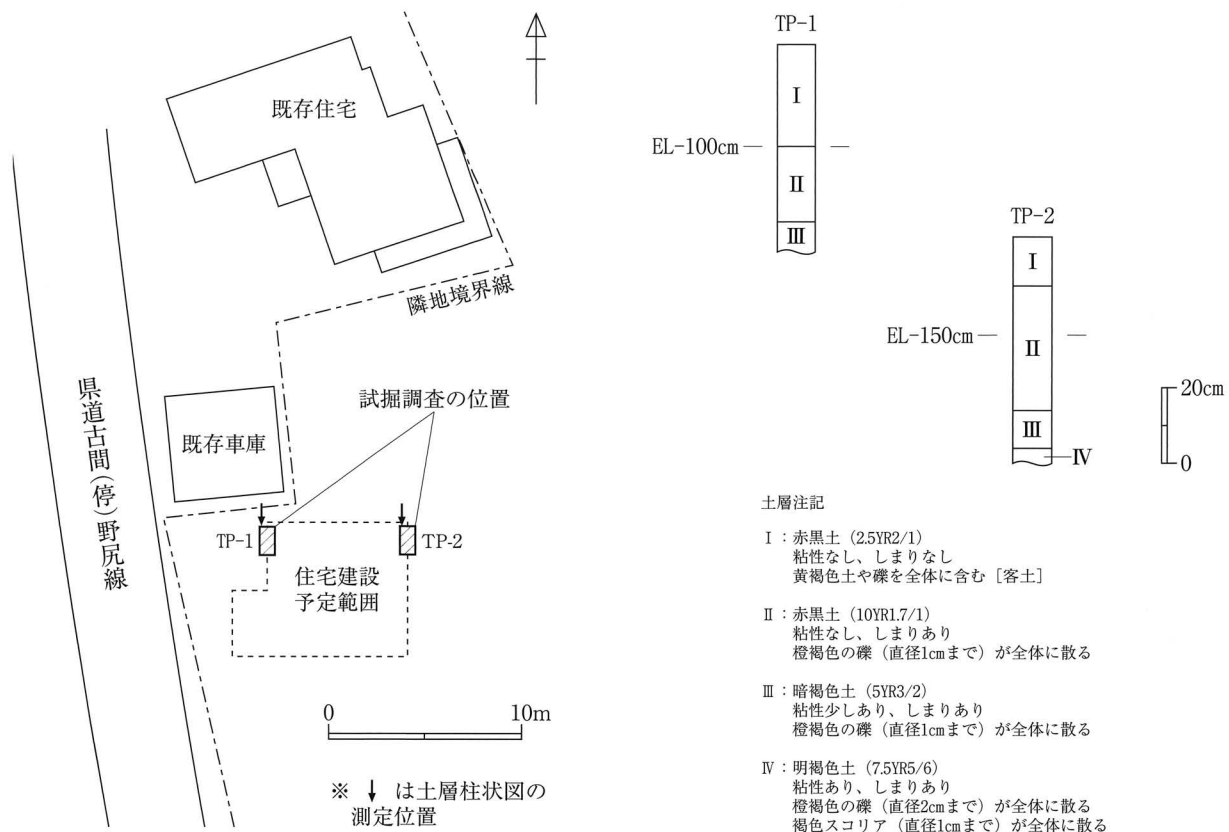 既存住宅
隣地境界線
県道古間(停)野尻線
試掘調査の位置
既存車庫
TP-1
TP-2
住宅建設
予定範囲
0
10m
※ ↓ は土層柱状図の
測定位置
TP-1
Ⅰ
EL-100cm
Ⅱ
Ⅲ
TP-2
Ⅰ
EL-150cm
Ⅱ
Ⅲ
Ⅳ
20cm
0
土層注記
Ⅰ：赤黒土（2.5YR2/1）
粘性なし、しまりなし
黄褐色土や礫を全体に含む［客土］
Ⅱ：赤黒土（10YR1.7/1）
粘性なし、しまりあり
橙褐色の礫（直径1cmまで）が全体に散る
Ⅲ：暗褐色土（5YR3/2）
粘性少しあり、しまりあり
橙褐色の礫（直径1cmまで）が全体に散る
Ⅳ：明褐色土（7.5YR5/6）
粘性あり、しまりあり
橙褐色の礫（直径2cmまで）が全体に散る
褐色スコリア（直径1cmまで）が全体に散る